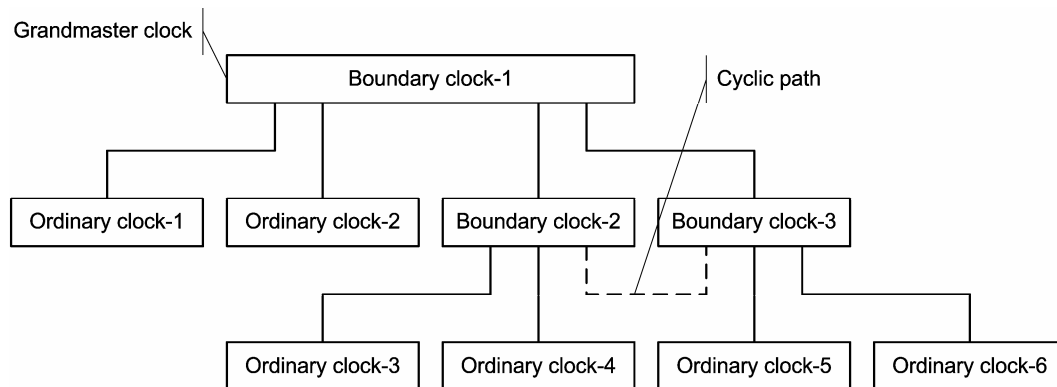 Grandmaster clock
Boundary clock-1
Cyclic path
Ordinary clock-1
Ordinary clock-2
Boundary clock-2
Boundary clock-3
Ordinary clock-3
Ordinary clock-4
Ordinary clock-5
Ordinary clock-6